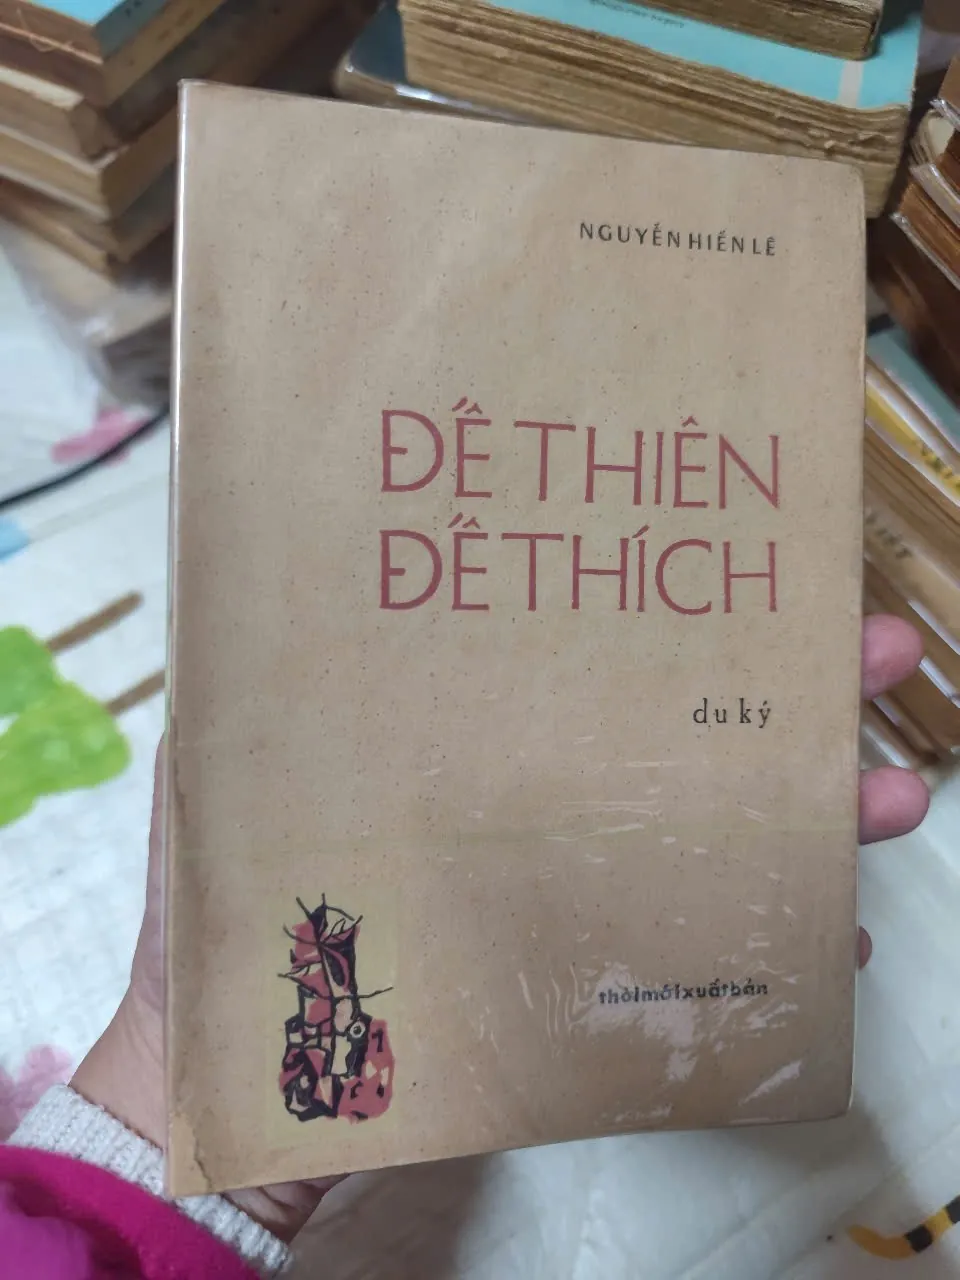 NGUYỄN HIẾN LÊ
ĐẾ THIÊN
ĐẾ THÍCH
du ký
thời mới xuất bản